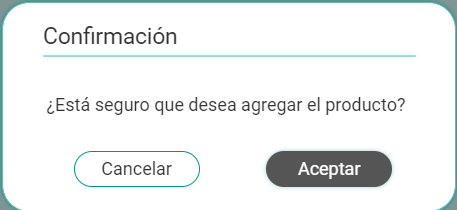 Confirmación
¿Está seguro que desea agregar el producto?
Cancelar
Aceptar